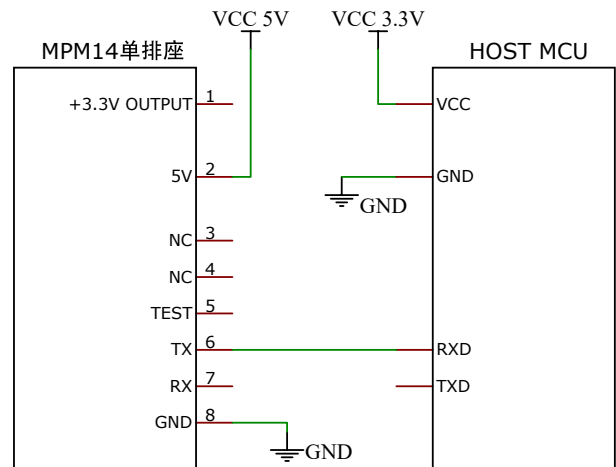 VCC 5V
VCC 3.3V
MPM14单排座
HOST MCU
+3.3V OUTPUT 1
VCC
5V 2
GND
GND
NC 3
NC 4
TEST 5
TX 6
RXD
RX 7
TXD
GND 8
GND